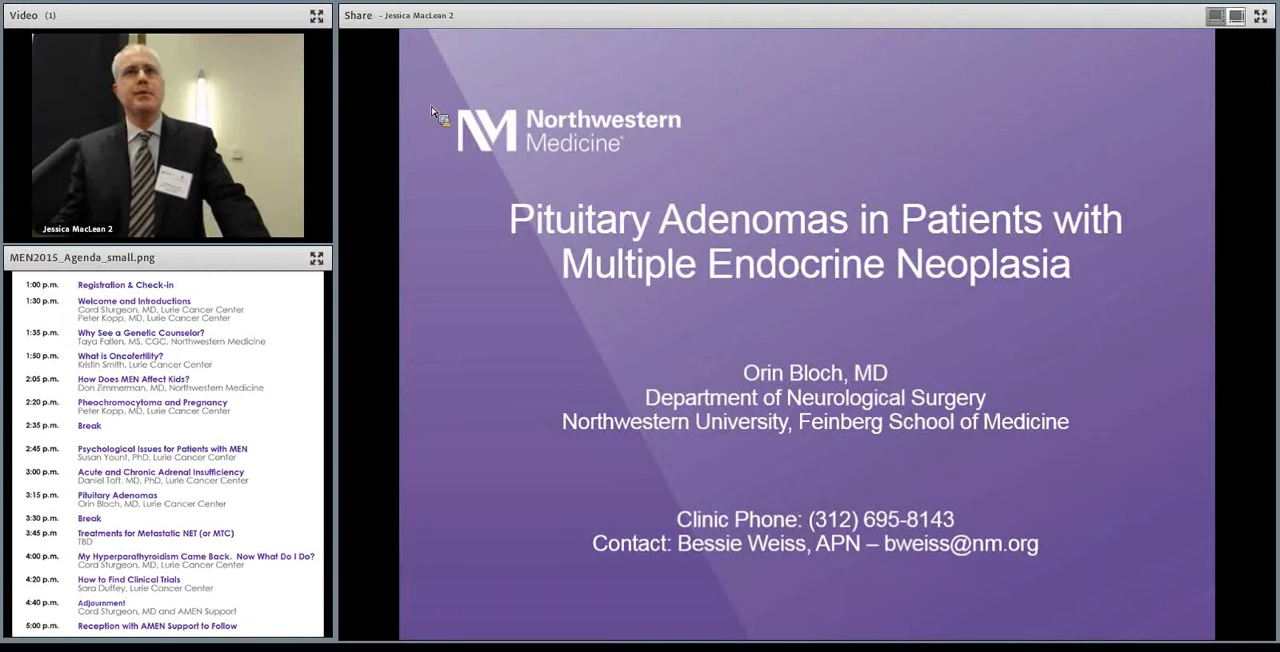 Video (1)
Jessica MacLean 2
MEN2015_Agenda_small.png
1:00 p.m. Registration & Check-in
1:30 p.m. Welcome and Introductions
Cord Sturgeon, MD, Lurie Cancer Center
Peter Kopp, MD, Lurie Cancer Center
1:35 p.m. Why See a Genetic Counselor?
Taya Fallen, MS, CGC, Northwestern Medicine
1:50 p.m. What is Oncofertility?
Kristin Smith, Lurie Cancer Center
2:05 p.m. How Does MEN Affect Kids?
Don Zimmerman, MD, Northwestern Medicine
2:20 p.m. Pheochromocytoma and Pregnancy
Peter Kopp, MD, Lurie Cancer Center
2:35 p.m. Break
2:45 p.m. Psychological Issues for Patients with MEN
Susan Yount, PhD, Lurie Cancer Center
3:00 p.m. Acute and Chronic Adrenal Insufficiency
Daniel Toft, MD, PhD, Lurie Cancer Center
3:15 p.m. Pituitary Adenomas
Orin Bloch, MD, Lurie Cancer Center
3:30 p.m. Break
3:45 p.m Treatments for Metastatic NET (or MTC)
TBD
4:00 p.m. My Hyperparathyroidism Came Back. Now What Do I Do?
Cord Sturgeon, MD, Lurie Cancer Center
4:20 p.m. How to Find Clinical Trials
Sara Duffey, Lurie Cancer Center
4:40 p.m. Adjournment
Cord Sturgeon, MD and AMEN Support
5:00 p.m. Reception with AMEN Support to Follow
Share - Jessica MacLean 2
NM Northwestern
Medicine®
Pituitary Adenomas in Patients with
Multiple Endocrine Neoplasia
Orin Bloch, MD
Department of Neurological Surgery
Northwestern University, Feinberg School of Medicine
Clinic Phone: (312) 695-8143
Contact: Bessie Weiss, APN – bweiss@nm.org